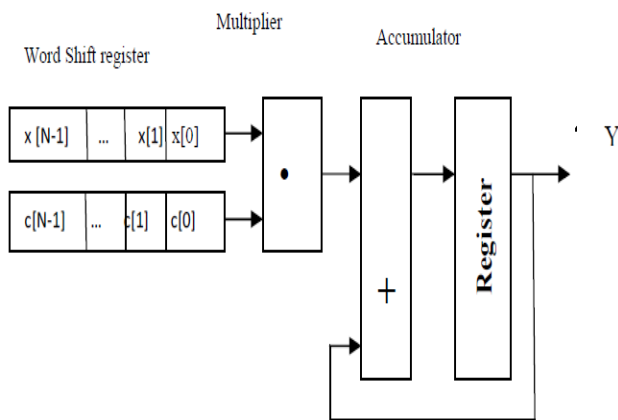 Multiplier
Word Shift register
Accumulator
x [N-1] ... x[1] x[0]
c[N-1] ... c[1] c[0]
•
+
Register
Y